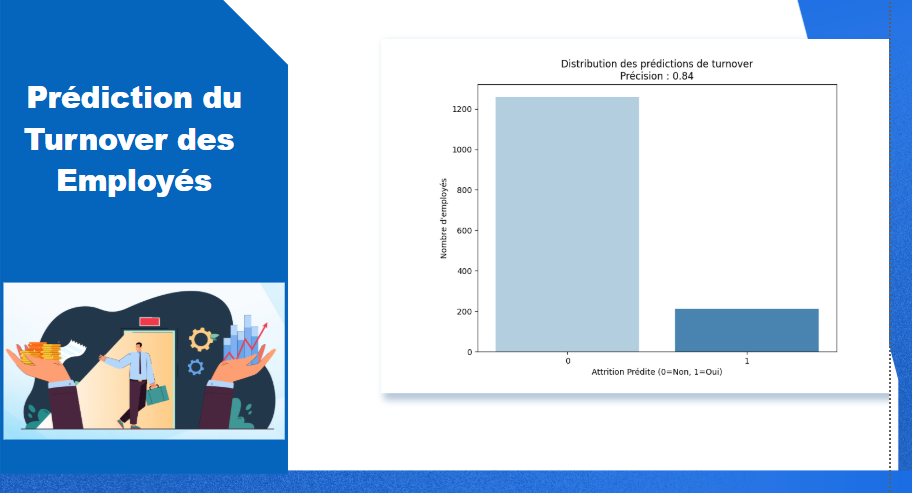 Prédiction du
Turnover des
Employés
Distribution des prédictions de turnover
Précision : 0.84
Nombre d'employés
1200
1000
800
600
400
200
0
0
1
Attrition Prédite (0=Non, 1=Oui)